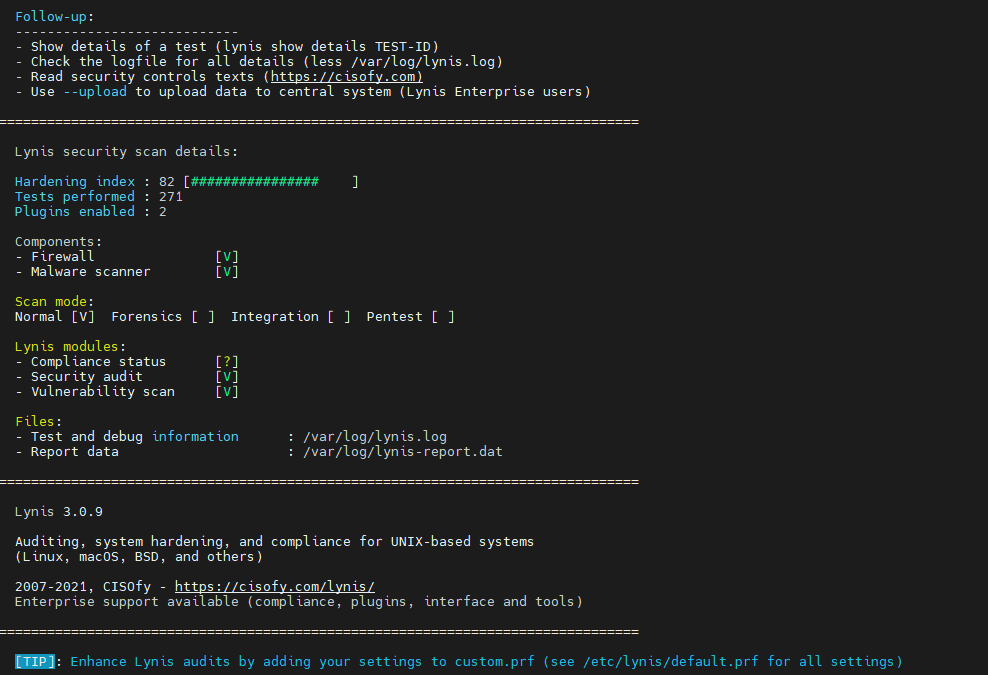 Follow-up:
----------------------------
- Show details of a test (lynis show details TEST-ID)
- Check the logfile for all details (less /var/log/lynis.log)
- Read security controls texts (https://cisofy.com)
- Use --upload to upload data to central system (Lynis Enterprise users)
================================================================================
Lynis security scan details:
Hardening index : 82 [################    ]
Tests performed : 271
Plugins enabled : 2
Components:
- Firewall               [V]
- Malware scanner        [V]
Scan mode:
Normal [V]  Forensics [ ]  Integration [ ]  Pentest [ ]
Lynis modules:
- Compliance status      [?]
- Security audit         [V]
- Vulnerability scan     [V]
Files:
- Test and debug information      : /var/log/lynis.log
- Report data                     : /var/log/lynis-report.dat
================================================================================
Lynis 3.0.9
Auditing, system hardening, and compliance for UNIX-based systems
(Linux, macOS, BSD, and others)
2007-2021, CISOfy - https://cisofy.com/lynis/
Enterprise support available (compliance, plugins, interface and tools)
================================================================================
[TIP]: Enhance Lynis audits by adding your settings to custom.prf (see /etc/lynis/default.prf for all settings)